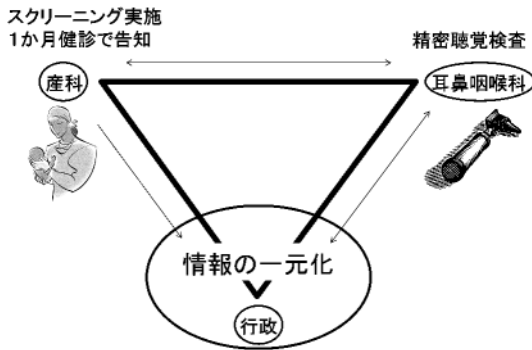 スクリーニング実施
1か月健診で告知
精密聴覚検査
産科
耳鼻咽喉科
情報の一元化
行政